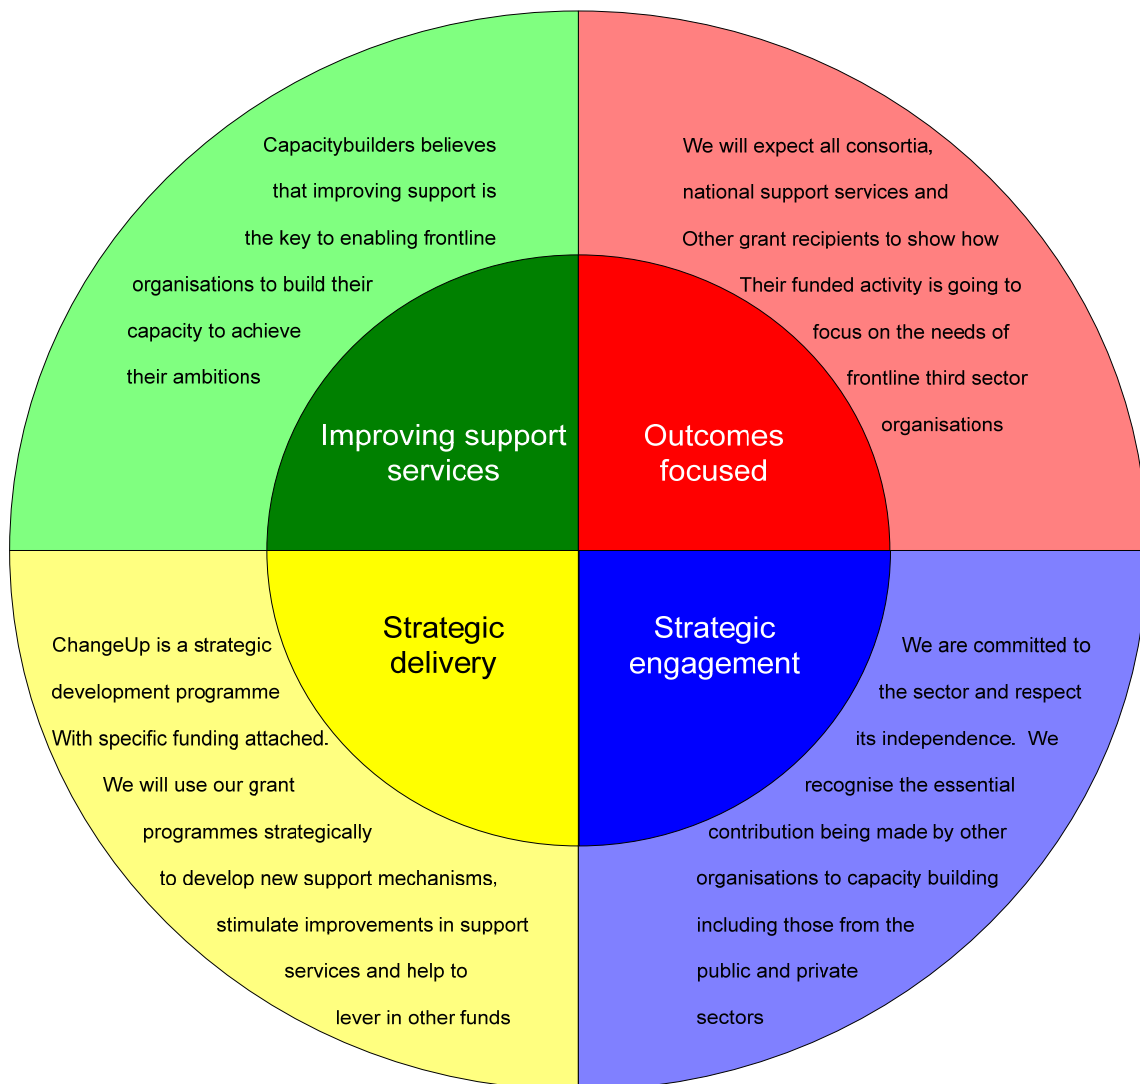 Capacitybuilders believes
that improving support is
the key to enabling frontline
organisations to build their
capacity to achieve
their ambitions
Improving support
services
We will expect all consortia,
national support services and
Other grant recipients to show how
Their funded activity is going to
focus on the needs of
frontline third sector
organisations
Outcomes
focused
Strategic
delivery
ChangeUp is a strategic
development programme
With specific funding attached.
We will use our grant
programmes strategically
to develop new support mechanisms,
stimulate improvements in support
services and help to
lever in other funds
Strategic
engagement
We are committed to
the sector and respect
its independence.  We
recognise the essential
contribution being made by other
organisations to capacity building
including those from the
public and private
sectors